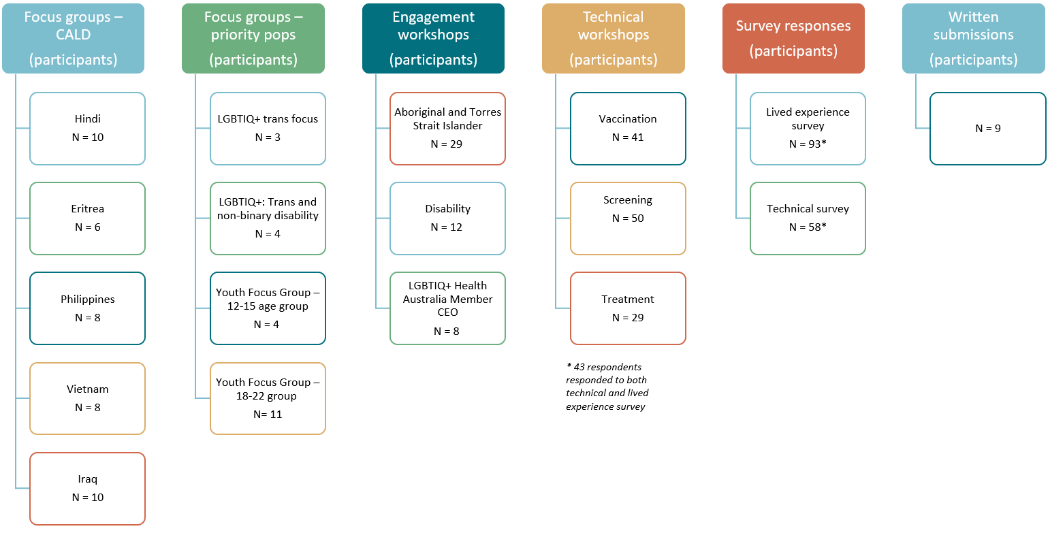 Focus groups –
CALD
(participants)
Hindi
N = 10
Eritrea
N = 6
Philippines
N = 8
Vietnam
N = 8
Iraq
N = 10
Focus groups –
priority pops
(participants)
LGBTIQ+ trans focus
N = 3
LGBTIQ+: Trans and
non-binary disability
N = 4
Youth Focus Group –
12-15 age group
N = 4
Youth Focus Group –
18-22 group
N= 11
Engagement
workshops
(participants)
Aboriginal and Torres
Strait Islander
N = 29
Disability
N = 12
LGBTIQ+ Health
Australia Member
CEO
N = 8
Technical
workshops
(participants)
Vaccination
N = 41
Screening
N = 50
Treatment
N = 29
* 43 respondents
responded to both
technical and lived
experience survey
Survey responses
(participants)
Lived experience
survey
N = 93*
Technical survey
N = 58*
Written
submissions
(participants)
N = 9